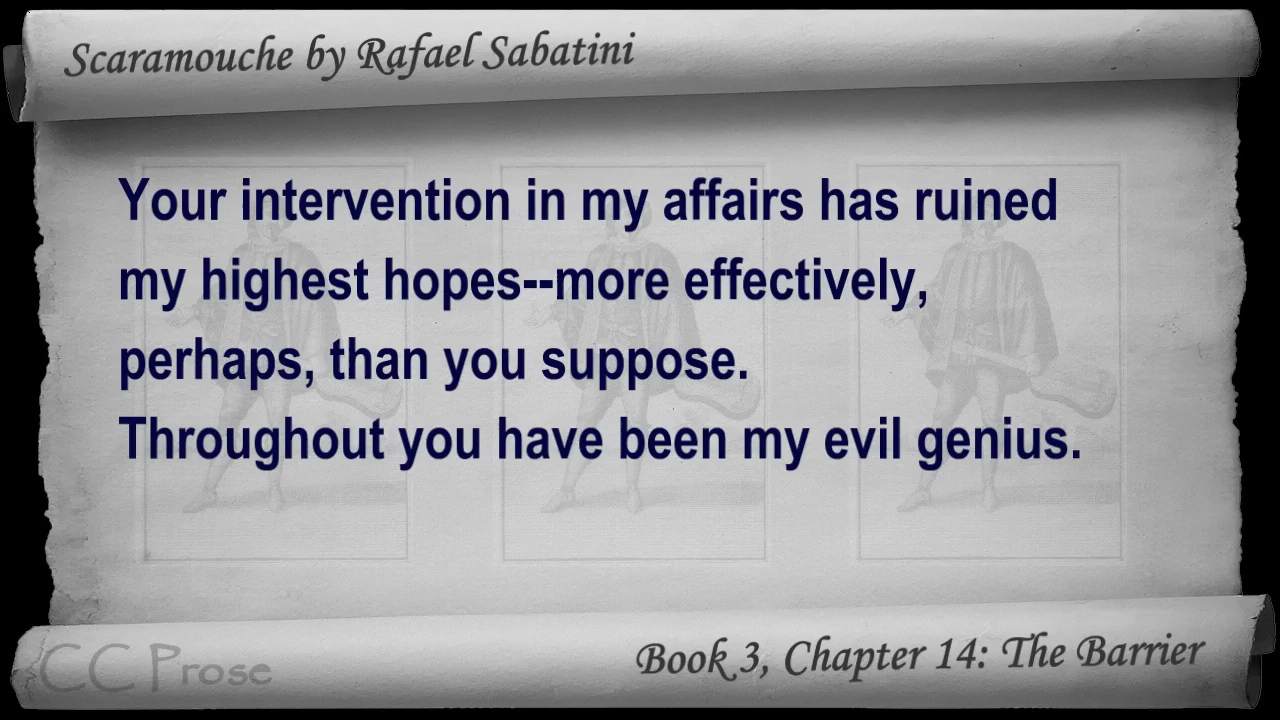 Scaramouche by Rafael Sabatini
Your intervention in my affairs has ruined
my highest hopes--more effectively,
perhaps, than you suppose.
Throughout you have been my evil genius.
CC Prose
Book 3, Chapter 14: The Barrier